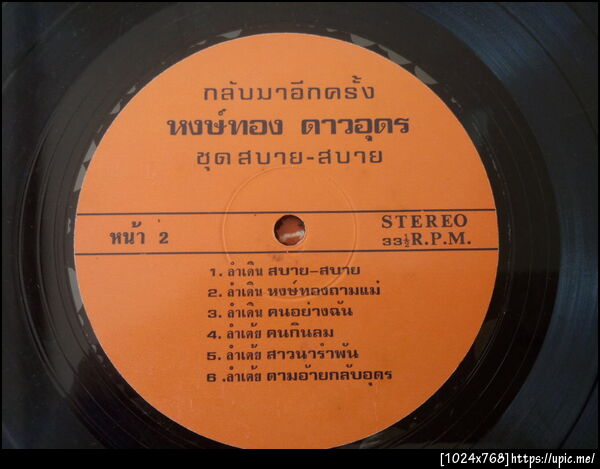 กลับมาอีกครั้ง
หงษ์ทอง ดาวอุดร
ชุด สบาย-สบาย
หน้า 2
STEREO
33⅓ R.P.M.
1. ลำเดิน สบาย-สบาย
2. ลำเดิน หงษ์ทองถามแม่
3. ลำเดิน คนอย่างฉัน
4. ลำเต้ย คนกินลม
5. ลำเต้ย สาวนารำพัน
6. ลำเต้ย ตามอ้ายกลับอุดร
[1024x768]https://upic.me/